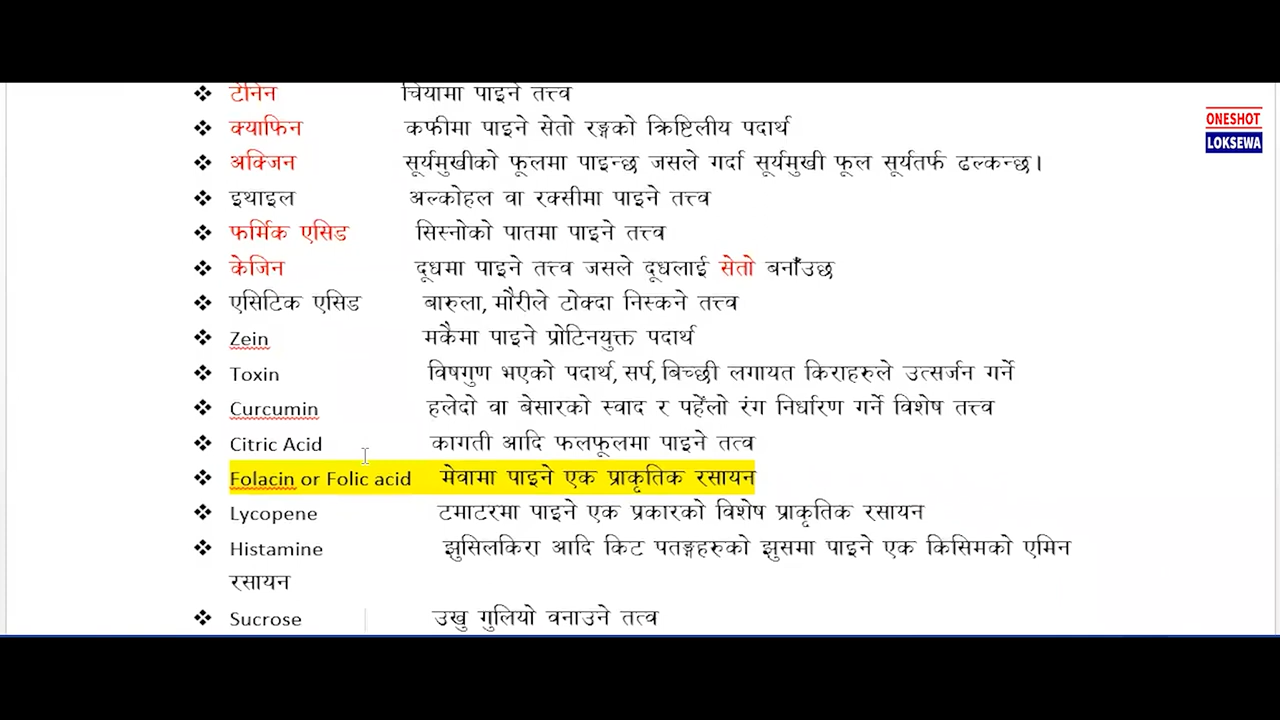 ❖ टेनिन चियामा पाइने तत्त्व
❖ क्याफिन कफीमा पाइने सेतो रङ्गको क्रिष्टिलीय पदार्थ
ONESHOT
LOKSEWA
❖ अक्जिन सूर्यमुखीको फूलमा पाइन्छ जसले गर्दा सूर्यमुखी फूल सूर्यतर्फ ढल्कन्छ।
❖ इथाइल अल्कोहल वा रक्सीमा पाइने तत्त्व
❖ फर्मिक एसिड सिस्नोको पातमा पाइने तत्त्व
❖ केजिन दूधमा पाइने तत्त्व जसले दूधलाई सेतो बनाँउछ
❖ एसिटिक एसिड बारुला, मौरीले टोक्दा निस्कने तत्त्व
❖ Zein मकैमा पाइने प्रोटिनयुक्त पदार्थ
❖ Toxin विषगुण भएको पदार्थ, सर्प, बिच्छी लगायत किराहरुले उत्सर्जन गर्ने
❖ Curcumin हलेदो वा बेसारको स्वाद र पहेँलो रंग निर्धारण गर्ने विशेष तत्त्व
❖ Citric Acid कागती आदि फलफूलमा पाइने तत्व
❖ Folacin or Folic acid मेवामा पाइने एक प्राकृतिक रसायन
❖ Lycopene टमाटरमा पाइने एक प्रकारको विशेष प्राकृतिक रसायन
❖ Histamine झुसिलकिरा आदि किट पतङ्गहरुको झुसमा पाइने एक किसिमको एमिन
रसायन
❖ Sucrose उखु गुलियो वनाउने तत्व